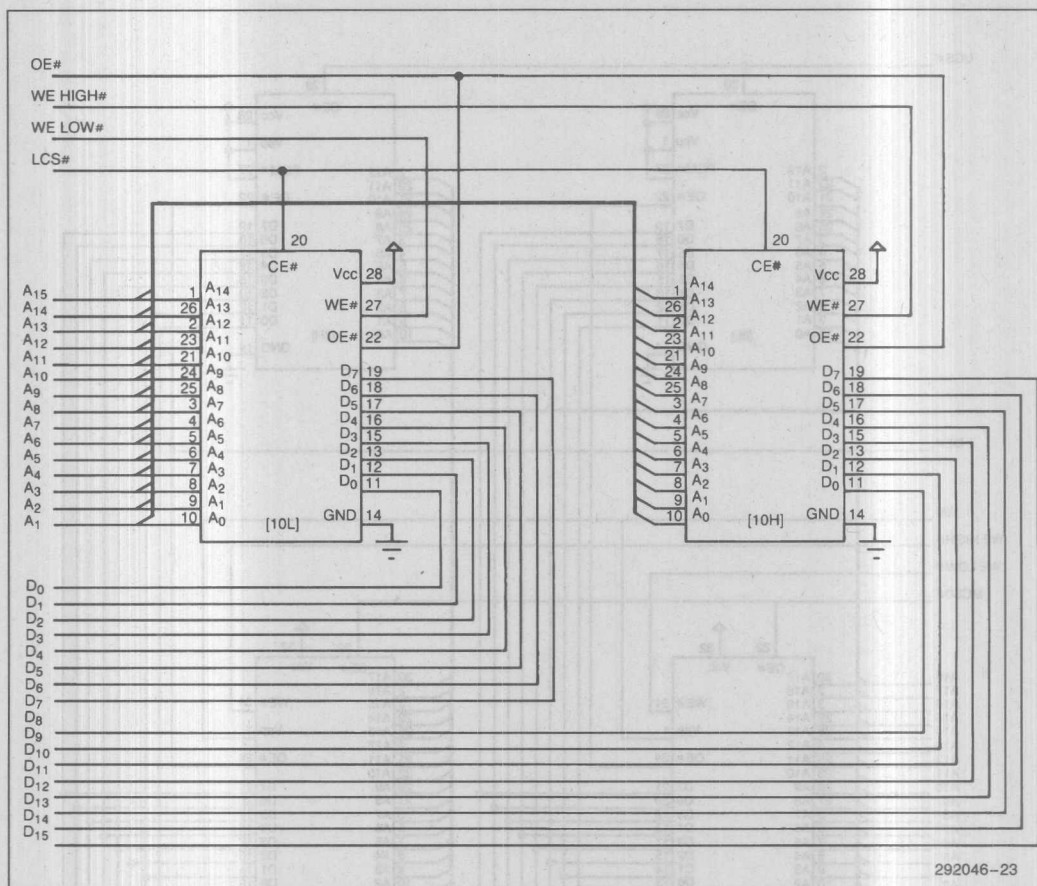 OE#
WE HIGH#
WE LOW#
LCS#
20
CE#
Vcc 28
WE# 27
OE# 22
D7 19
D6 18
D5 17
D4 16
D3 15
D2 13
D1 12
D0 11
GND 14
[10L]
A15 1 A14
A14 26 A13
A13 2 A12
A12 23 A11
A11 21 A10
A10 24 A9
A9 25 A8
A8 3 A7
A7 4 A6
A6 5 A5
A5 6 A4
A4 7 A3
A3 8 A2
A2 9 A1
A1 10 A0
20
CE#
Vcc 28
WE# 27
OE# 22
D7 19
D6 18
D5 17
D4 16
D3 15
D2 13
D1 12
D0 11
GND 14
[10H]
1 A14
26 A13
2 A12
23 A11
21 A10
24 A9
25 A8
3 A7
4 A6
5 A5
6 A4
7 A3
8 A2
9 A1
10 A0
D0
D1
D2
D3
D4
D5
D6
D7
D8
D9
D10
D11
D12
D13
D14
D15
292046-23